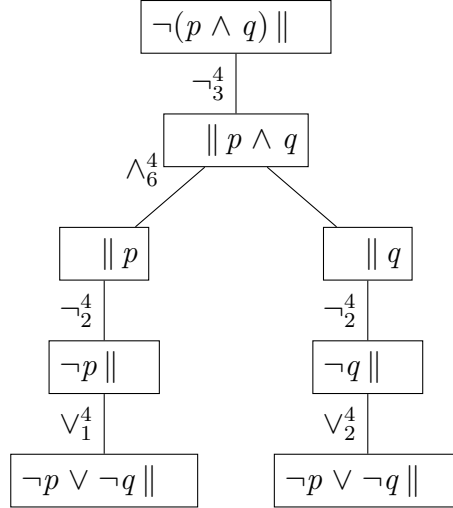 ¬(p ∧ q) ∥
¬₃⁴
∥ p ∧ q
∧₆⁴
∥ p ∥ q
¬₂⁴ ¬₂⁴
¬p ∥ ¬q ∥
∨₁⁴ ∨₂⁴
¬p ∨ ¬q ∥ ¬p ∨ ¬q ∥